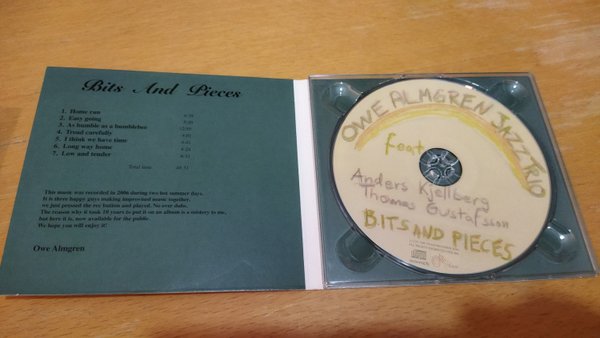 Bits And Pieces
1. Home run
2. Easy going
3. As humble as a bumblebee 12:10
4. Tread carefully
5. I think we have time
6. Long way home
7. Low and tender
Total time
This music was recorded in 2006 during two hot summer days.
It is three happy guys making improvised music together,
we just pressed the rec button and played. No over dubs.
The reason why it took 10 years to put it on an album is a mistery to me,
but here it is, now available for the public.
We hope you will enjoy it!
Owe Almgren
OWE ALMGREN JAZZ TRIO
feat
Anders Kjellberg
Thomas Gustafsson
BITS AND PIECES